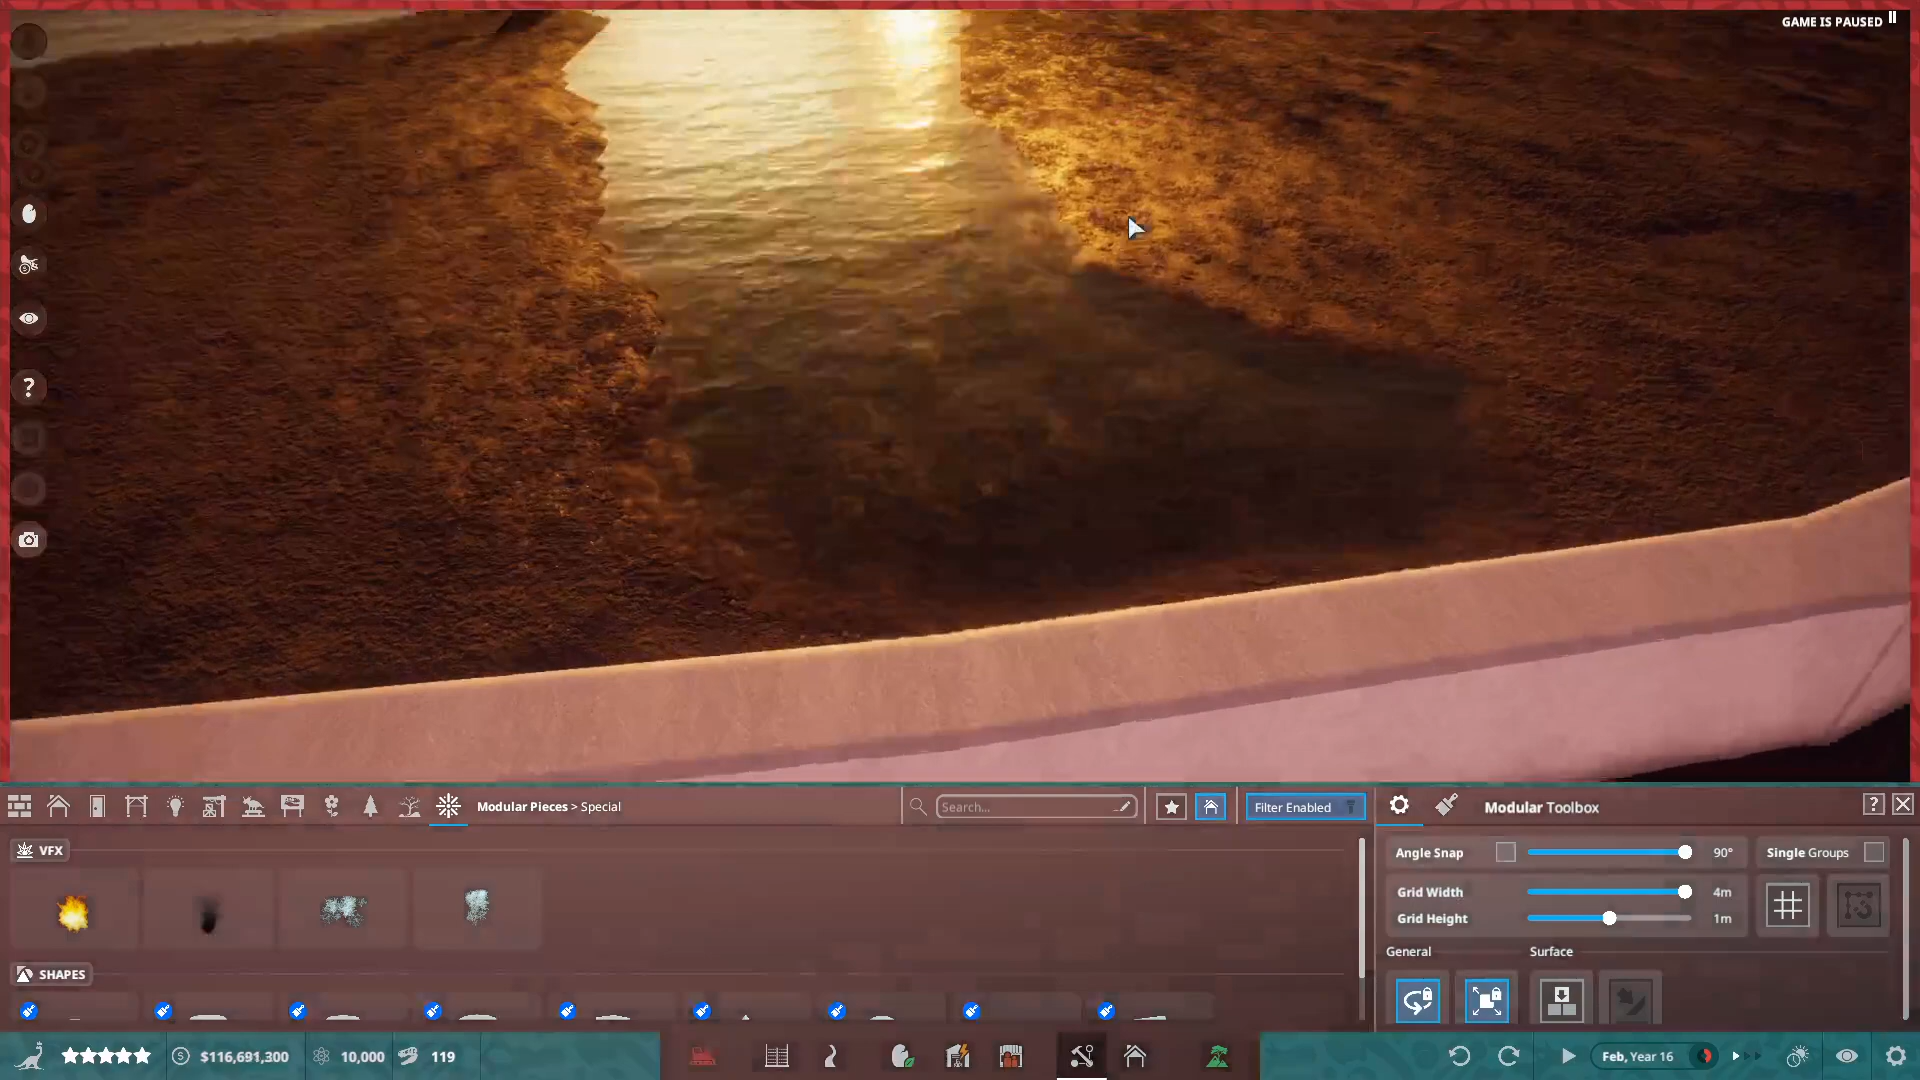 GAME IS PAUSED
Modular Pieces > Special
Search...
Filter Enabled
Modular Toolbox
?
VFX
Angle Snap
90°
Single Groups
Grid Width
4m
Grid Height
1m
General
Surface
SHAPES
$116,691,300
10,000
119
Feb, Year 16